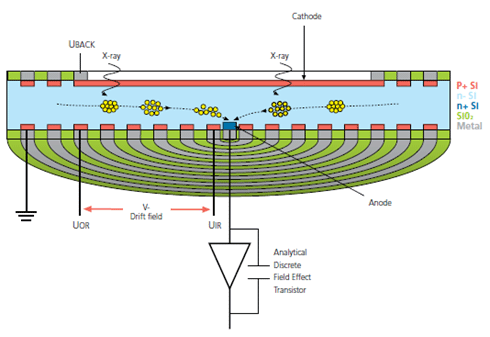 Cathode
UBACK
X-ray
X-ray
P+ Si
n- Si
n+ Si
SiO₂
Metal
Anode
V-
Drift field
UOR
UIR
Analytical
Discrete
Field Effect
Transistor